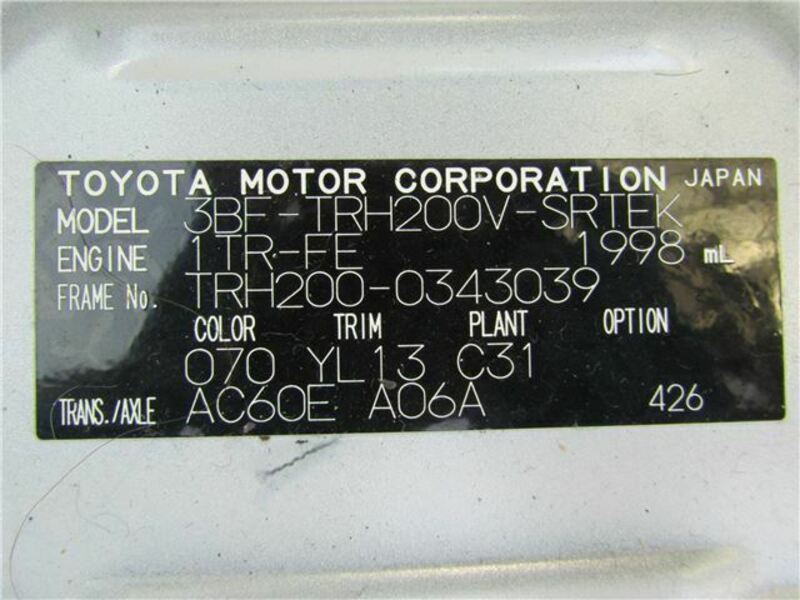 TOYOTA MOTOR CORPORATION JAPAN
MODEL 3BF-TRH200V-SRTEK
ENGINE 1TR-FE 1998 mL
FRAME No. TRH200-0343039
COLOR TRIM PLANT OPTION
070 YL13 C31
TRANS./AXLE AC60E A06A 426